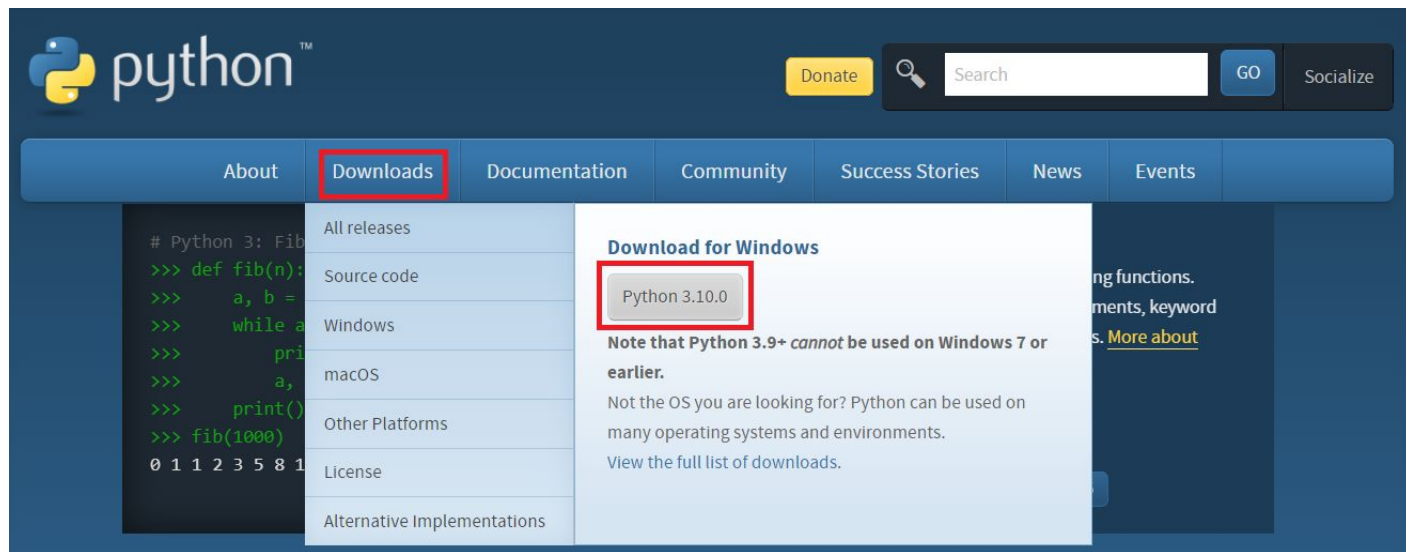 python™
Donate
Search
GO
Socialize
About
Downloads
Documentation
Community
Success Stories
News
Events
# Python 3: Fib
>>> def fib(n):
>>> a, b =
>>> while a
>>> pri
>>> a,
>>> print()
>>> fib(1000)
0 1 1 2 3 5 8 1
All releases
Source code
Windows
macOS
Other Platforms
License
Alternative Implementations
Download for Windows
Python 3.10.0
Note that Python 3.9+ cannot be used on Windows 7 or
earlier.
Not the OS you are looking for? Python can be used on
many operating systems and environments.
View the full list of downloads.
ng functions.
ments, keyword
s. More about